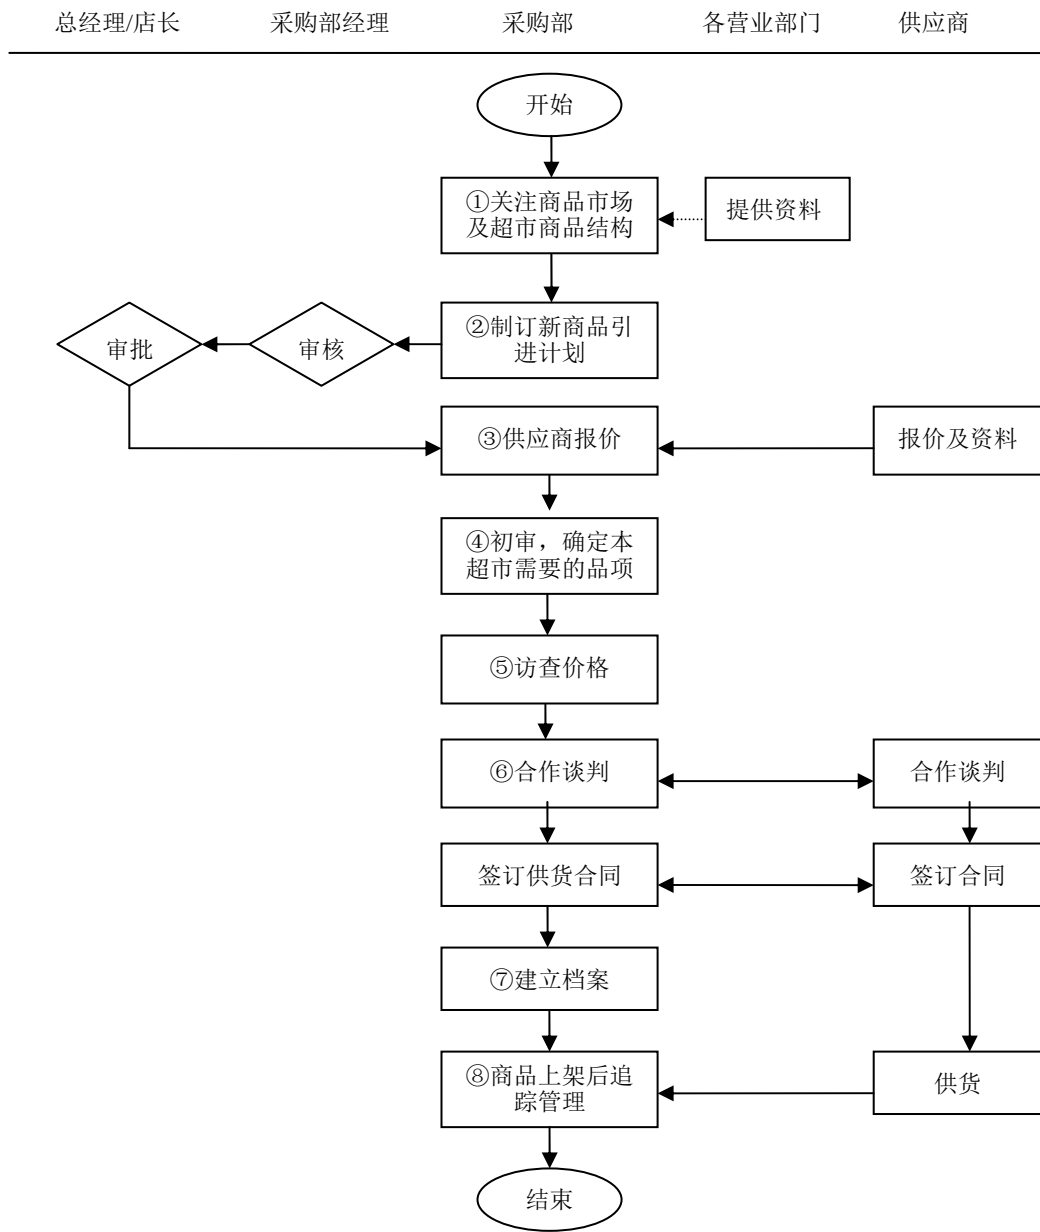 总经理/店长 采购部经理 采购部 各营业部门 供应商
开始
①关注商品市场
及超市商品结构
提供资料
审批
审核
②制订新商品引
进计划
③供应商报价
报价及资料
④初审，确定本
超市需要的品项
⑤访查价格
⑥合作谈判
合作谈判
签订供货合同
签订合同
⑦建立档案
⑧商品上架后追
踪管理
供货
结束